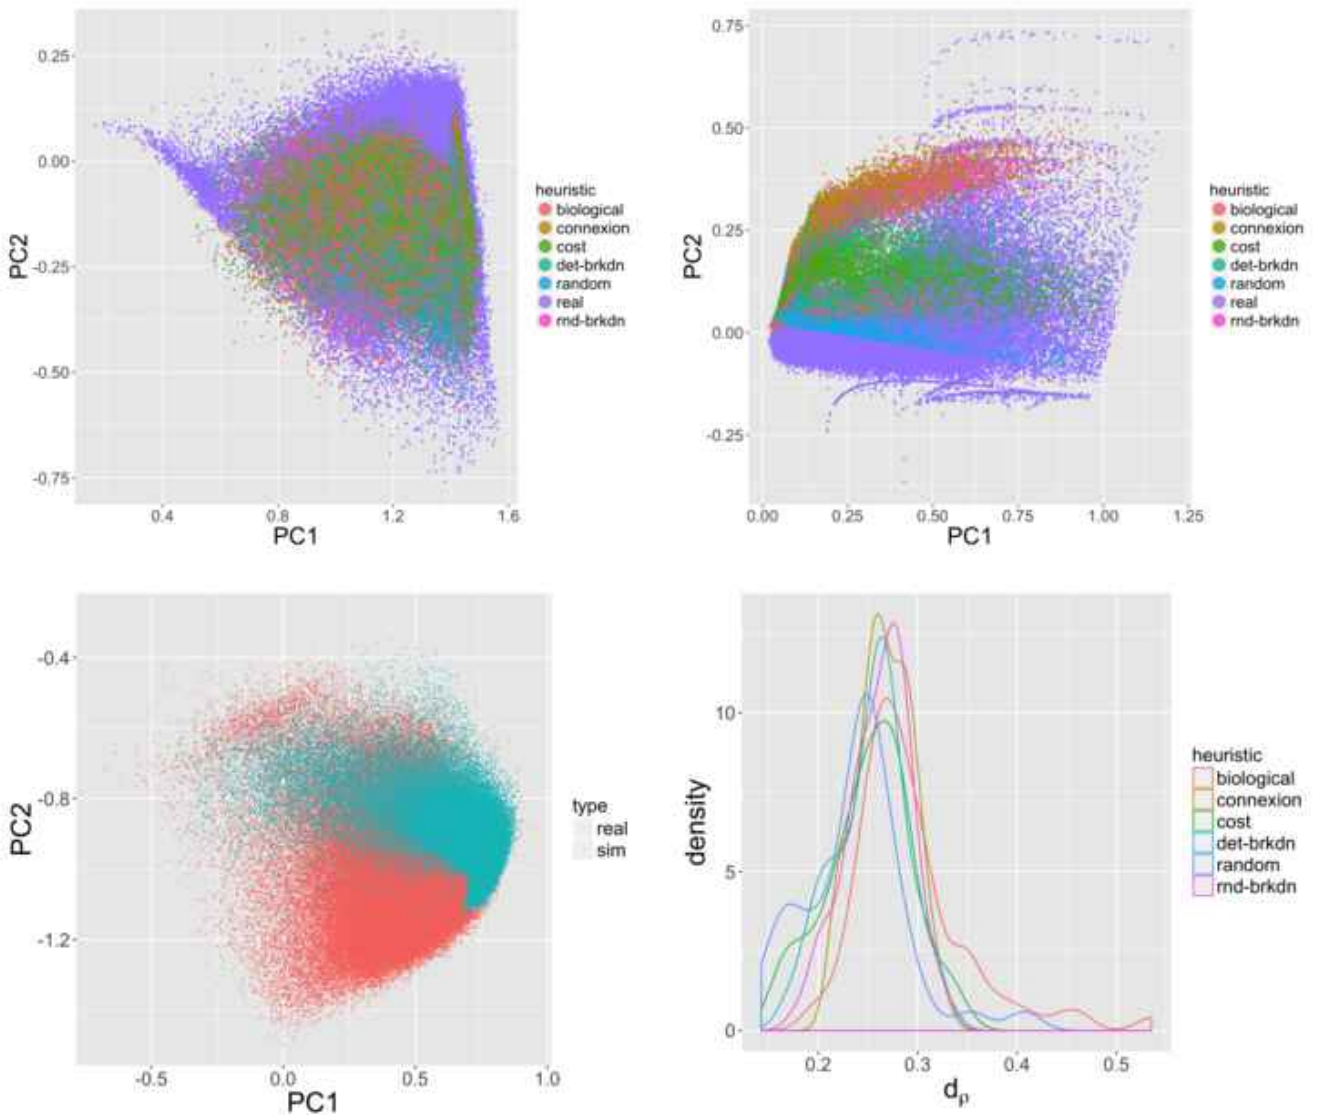 0.25
0.00
-0.25
-0.50
-0.75
PC2
0.4 0.8 1.2 1.6
PC1
heuristic
biological
connexion
cost
det-brkdn
random
real
rnd-brkdn
0.75
0.50
0.25
0.00
-0.25
PC2
0.00 0.25 0.50 0.75 1.00 1.25
PC1
heuristic
biological
connexion
cost
det-brkdn
random
real
rnd-brkdn
-0.4
-0.8
-1.2
PC2
-0.5 0.0 0.5 1.0
PC1
type
real
sim
10
5
0
density
0.2 0.3 0.4 0.5
dρ
heuristic
biological
connexion
cost
det-brkdn
random
rnd-brkdn